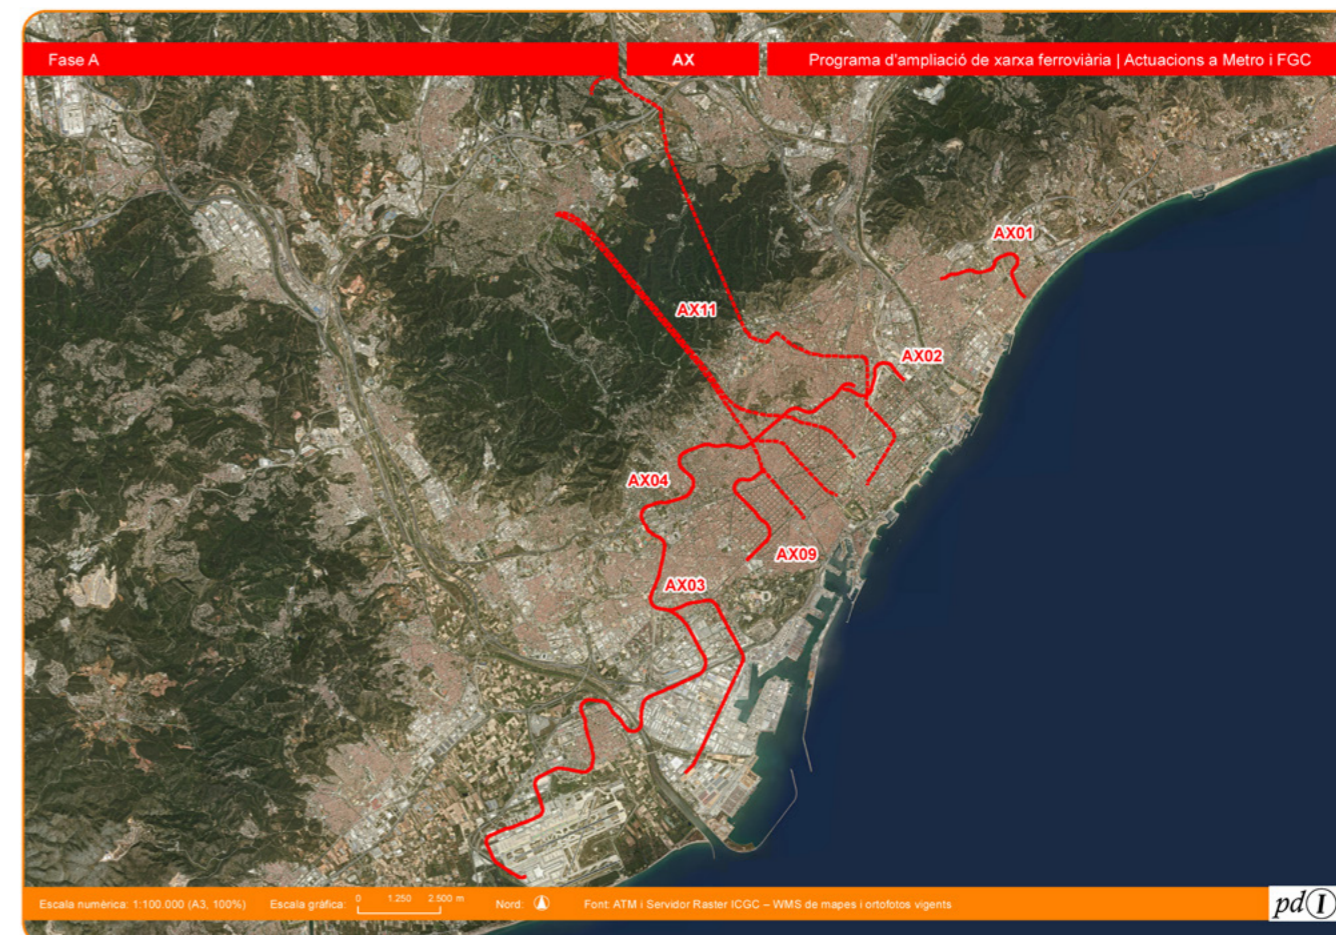 Fase A
AX
Programa d'ampliació de xarxa ferroviària | Actuacions a Metro i FGC
AX01
AX11
AX02
AX04
AX09
AX03
Escala numèrica: 1:100.000 (A3, 100%)
Escala gráfica:
0 1.250 2.500 m
Nord:
Font: ATM i Servidor Raster ICGC – WMS de mapes i ortofotos vigents
pdI